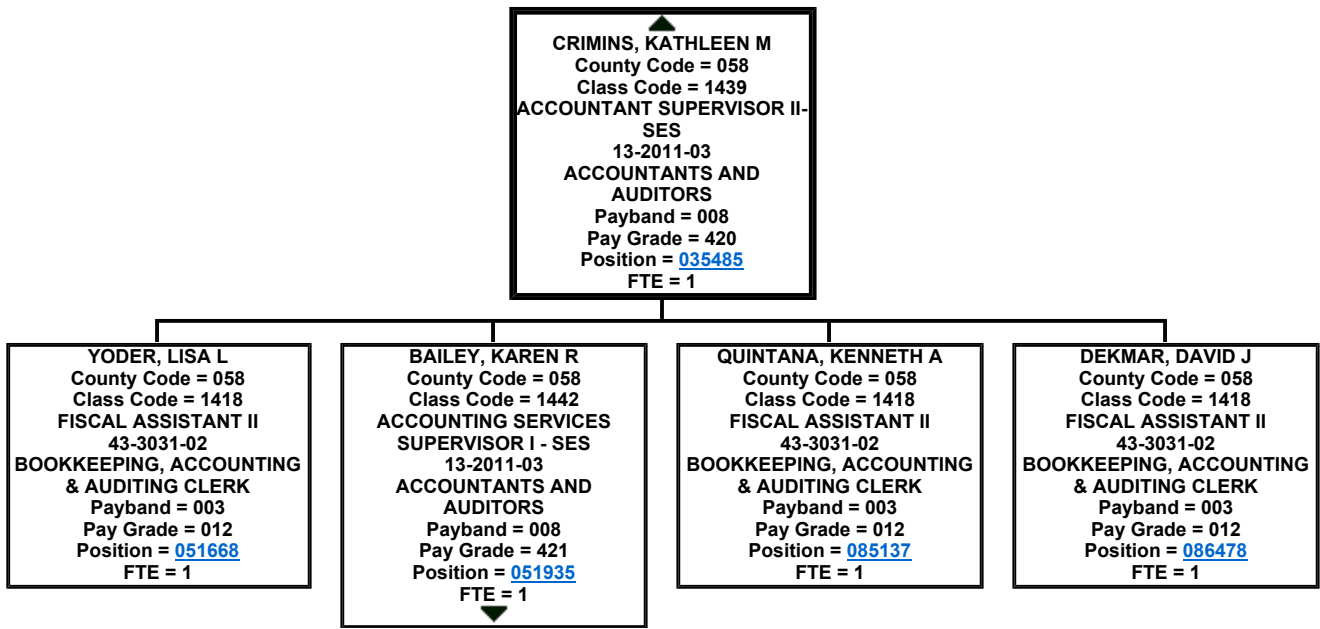 CRIMINS, KATHLEEN M
County Code = 058
Class Code = 1439
ACCOUNTANT SUPERVISOR II-
SES
13-2011-03
ACCOUNTANTS AND
AUDITORS
Payband = 008
Pay Grade = 420
Position = 035485
FTE = 1
YODER, LISA L
County Code = 058
Class Code = 1418
FISCAL ASSISTANT II
43-3031-02
BOOKKEEPING, ACCOUNTING
& AUDITING CLERK
Payband = 003
Pay Grade = 012
Position = 051668
FTE = 1
BAILEY, KAREN R
County Code = 058
Class Code = 1442
ACCOUNTING SERVICES
SUPERVISOR I - SES
13-2011-03
ACCOUNTANTS AND
AUDITORS
Payband = 008
Pay Grade = 421
Position = 051935
FTE = 1
QUINTANA, KENNETH A
County Code = 058
Class Code = 1418
FISCAL ASSISTANT II
43-3031-02
BOOKKEEPING, ACCOUNTING
& AUDITING CLERK
Payband = 003
Pay Grade = 012
Position = 085137
FTE = 1
DEKMAR, DAVID J
County Code = 058
Class Code = 1418
FISCAL ASSISTANT II
43-3031-02
BOOKKEEPING, ACCOUNTING
& AUDITING CLERK
Payband = 003
Pay Grade = 012
Position = 086478
FTE = 1